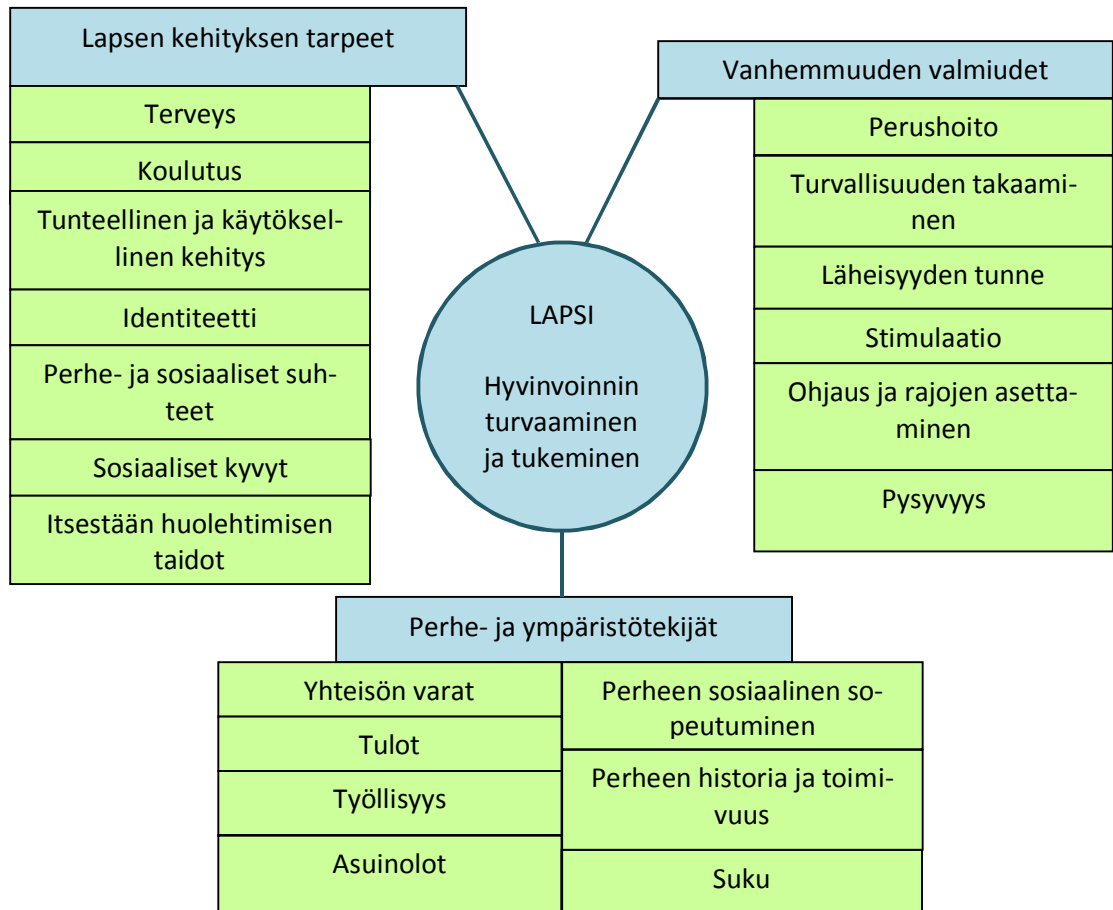 Lapsen kehityksen tarpeet
Terveys
Koulutus
Tunteellinen ja käytöksel-
linen kehitys
Identiteetti
Perhe- ja sosiaaliset suh-
teet
Sosiaaliset kyvyt
Itsestään huolehtimisen
taidot
Vanhemmuuden valmiudet
Perushoito
Turvallisuuden takaami-
nen
Läheisyyden tunne
Stimulaatio
Ohjaus ja rajojen asetta-
minen
Pysyvyys
LAPSI
Hyvinvoinnin
turvaaminen
ja tukeminen
Perhe- ja ympäristötekijät
Yhteisön varat
Tulot
Työllisyys
Asuinolot
Perheen sosiaalinen so-
peutuminen
Perheen historia ja toimi-
vuus
Suku